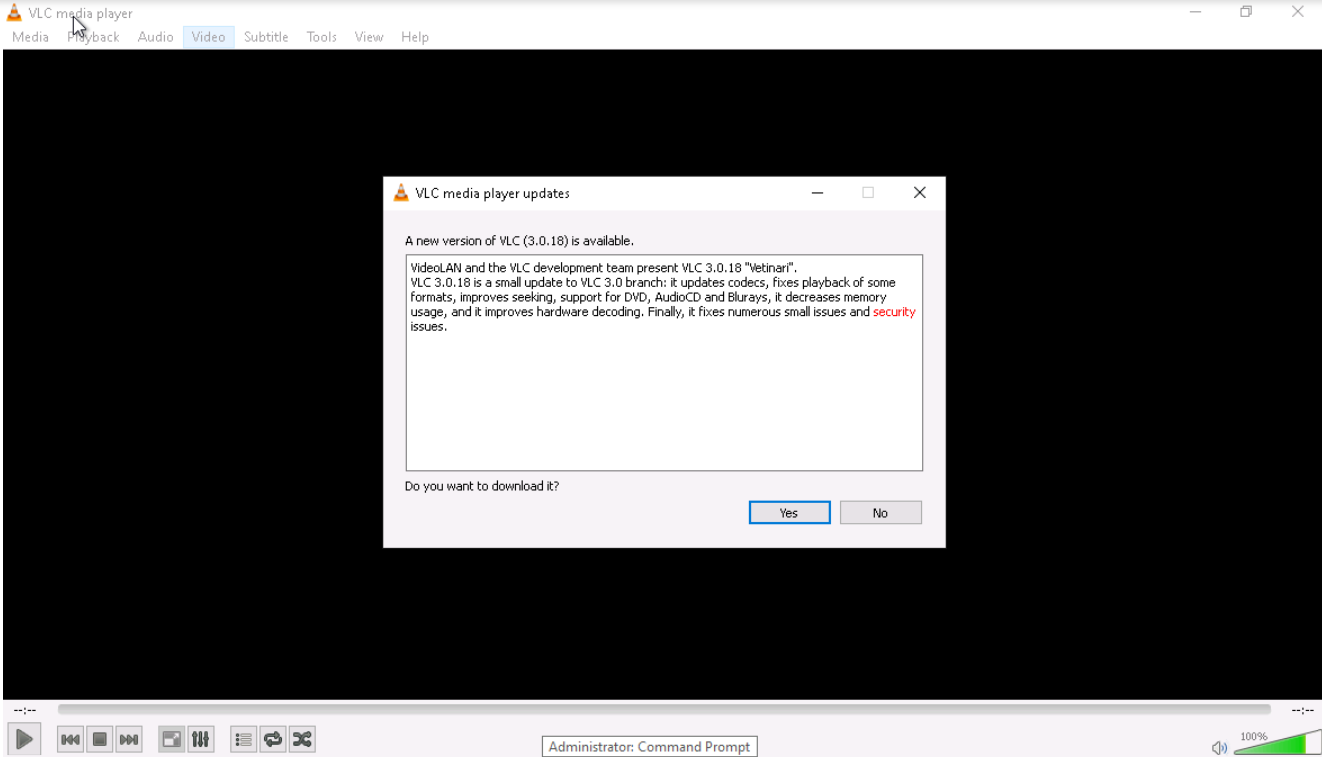 VLC media player
Media Playback Audio Video Subtitle Tools View Help
VLC media player updates
A new version of VLC (3.0.18) is available.
VideoLAN and the VLC development team present VLC 3.0.18 "Vetinari".
VLC 3.0.18 is a small update to VLC 3.0 branch: it updates codecs, fixes playback of some
formats, improves seeking, support for DVD, AudioCD and Blurays, it decreases memory
usage, and it improves hardware decoding. Finally, it fixes numerous small issues and security
issues.
Do you want to download it?
Yes No
--:-- --:--
100%
Administrator: Command Prompt